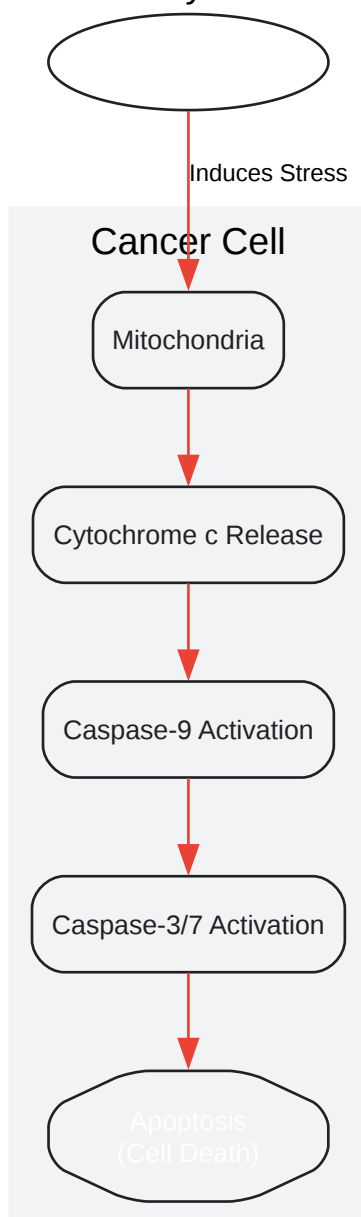 Induces Stress
Cancer Cell
Mitochondria
Cytochrome c Release
Caspase-9 Activation
Caspase-3/7 Activation
Apoptosis
(Cell Death)